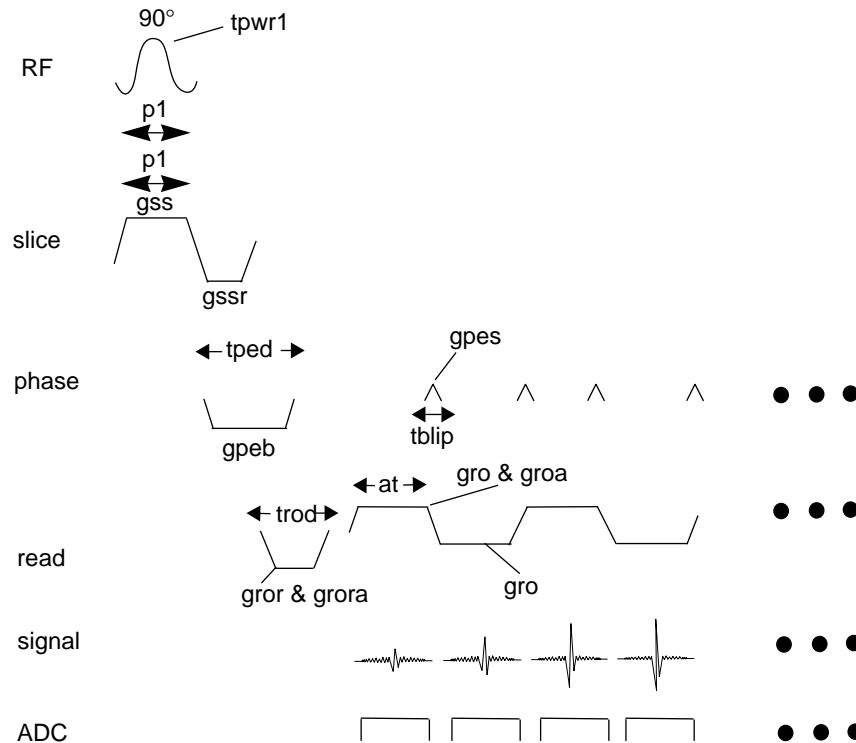 90°
tpwr1
RF
p1
p1
gss
slice
gssr
tped
gpes
phase
tblip
gpeb
at
gro & groa
trod
read
gror & grora
gro
signal
ADC